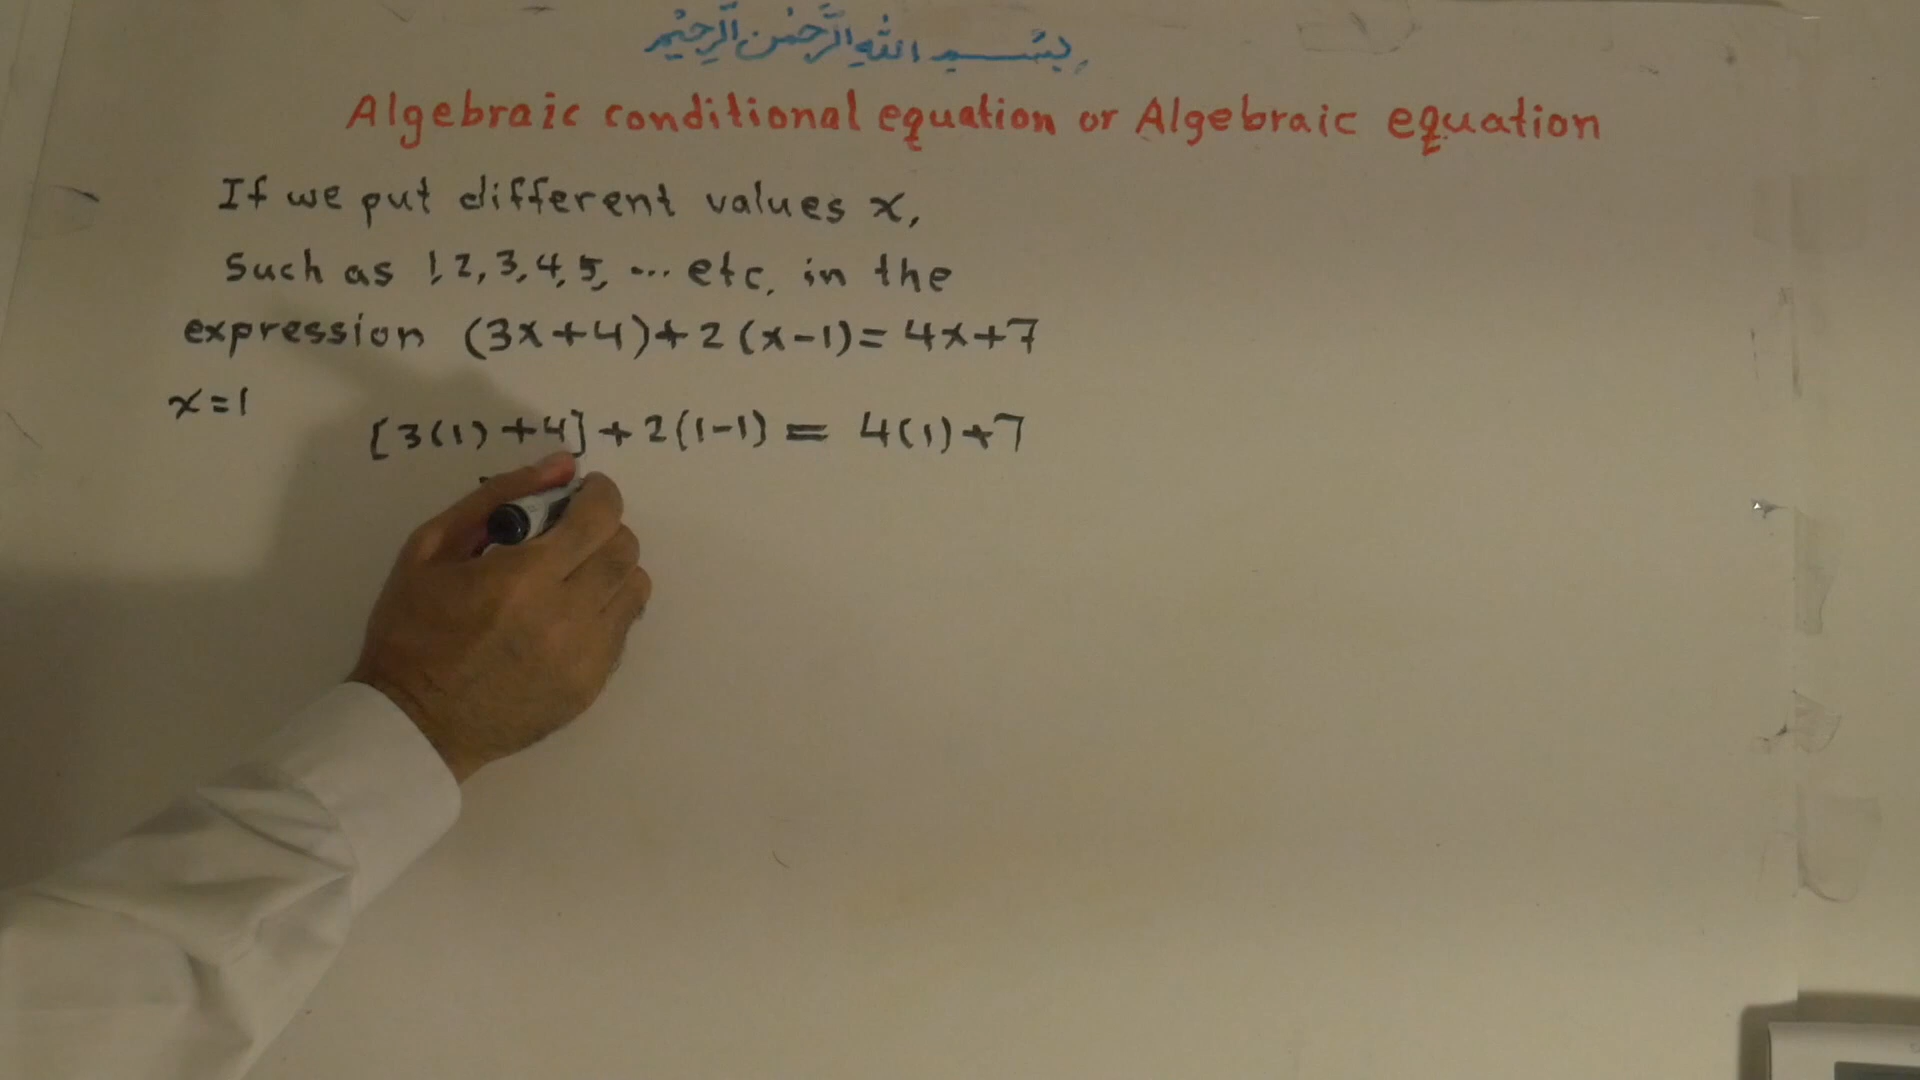 بِسْمِ اللهِ الرَّحْمٰنِ الرَّحِيْمِ
Algebraic conditional equation or Algebraic equation
If we put different values x,
Such as 1,2,3,4,5, ... etc, in the
expression (3x+4)+2(x-1)=4x+7
x=1
[3(1)+4]+2(1-1) = 4(1)+7